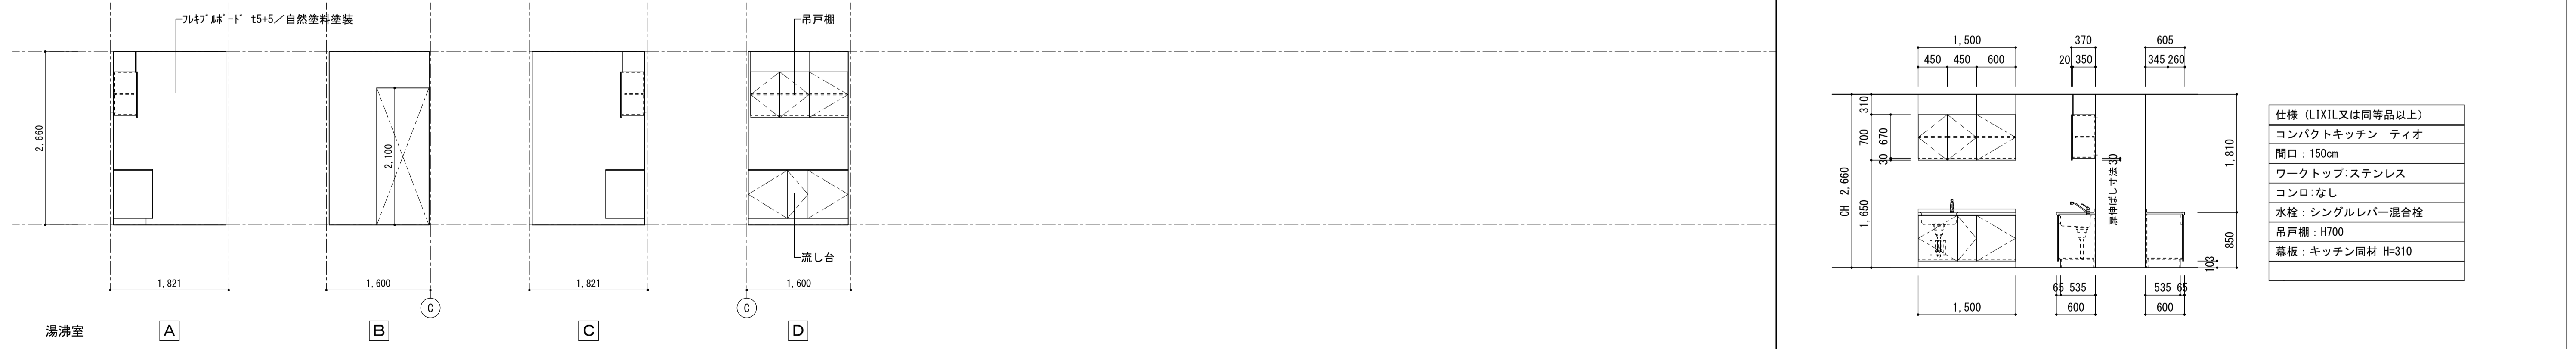 ﾌﾚｷﾌﾞﾙﾎﾞｰﾄﾞ t5+5／自然塗料塗装
2,660
1,821
湯沸室
A
2,100
1,600
C
B
1,821
C
吊戸棚
流し台
1,600
C
D
1,500
450 450 600
CH 2,660
310
700
1,650
670
30
1,500
370
20 350
扉伸ばし寸法30
65 535
600
605
345 260
1,810
850
103
535 65
600
仕様（LIXIL又は同等品以上）
コンパクトキッチン　ティオ
間口：150cm
ワークトップ:ステンレス
コンロ:なし
水栓：シングルレバー混合栓
吊戸棚：H700
幕板：キッチン同材 H=310